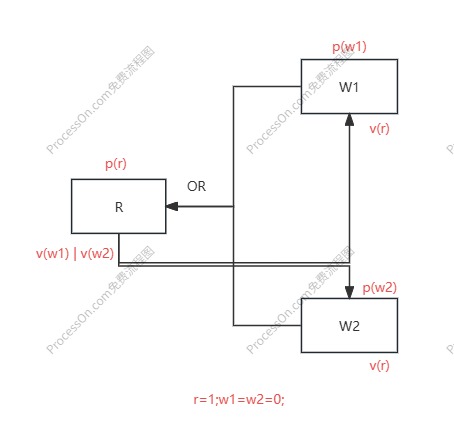 p(w1)
W1
v(r)
p(r)
OR
R
v(w1) | v(w2)
p(w2)
W2
v(r)
r=1;w1=w2=0;
ProcessOn.com免费流程图
ProcessOn.com免费流程图
ProcessOn.com免费流程图
ProcessOn.com免费流程图